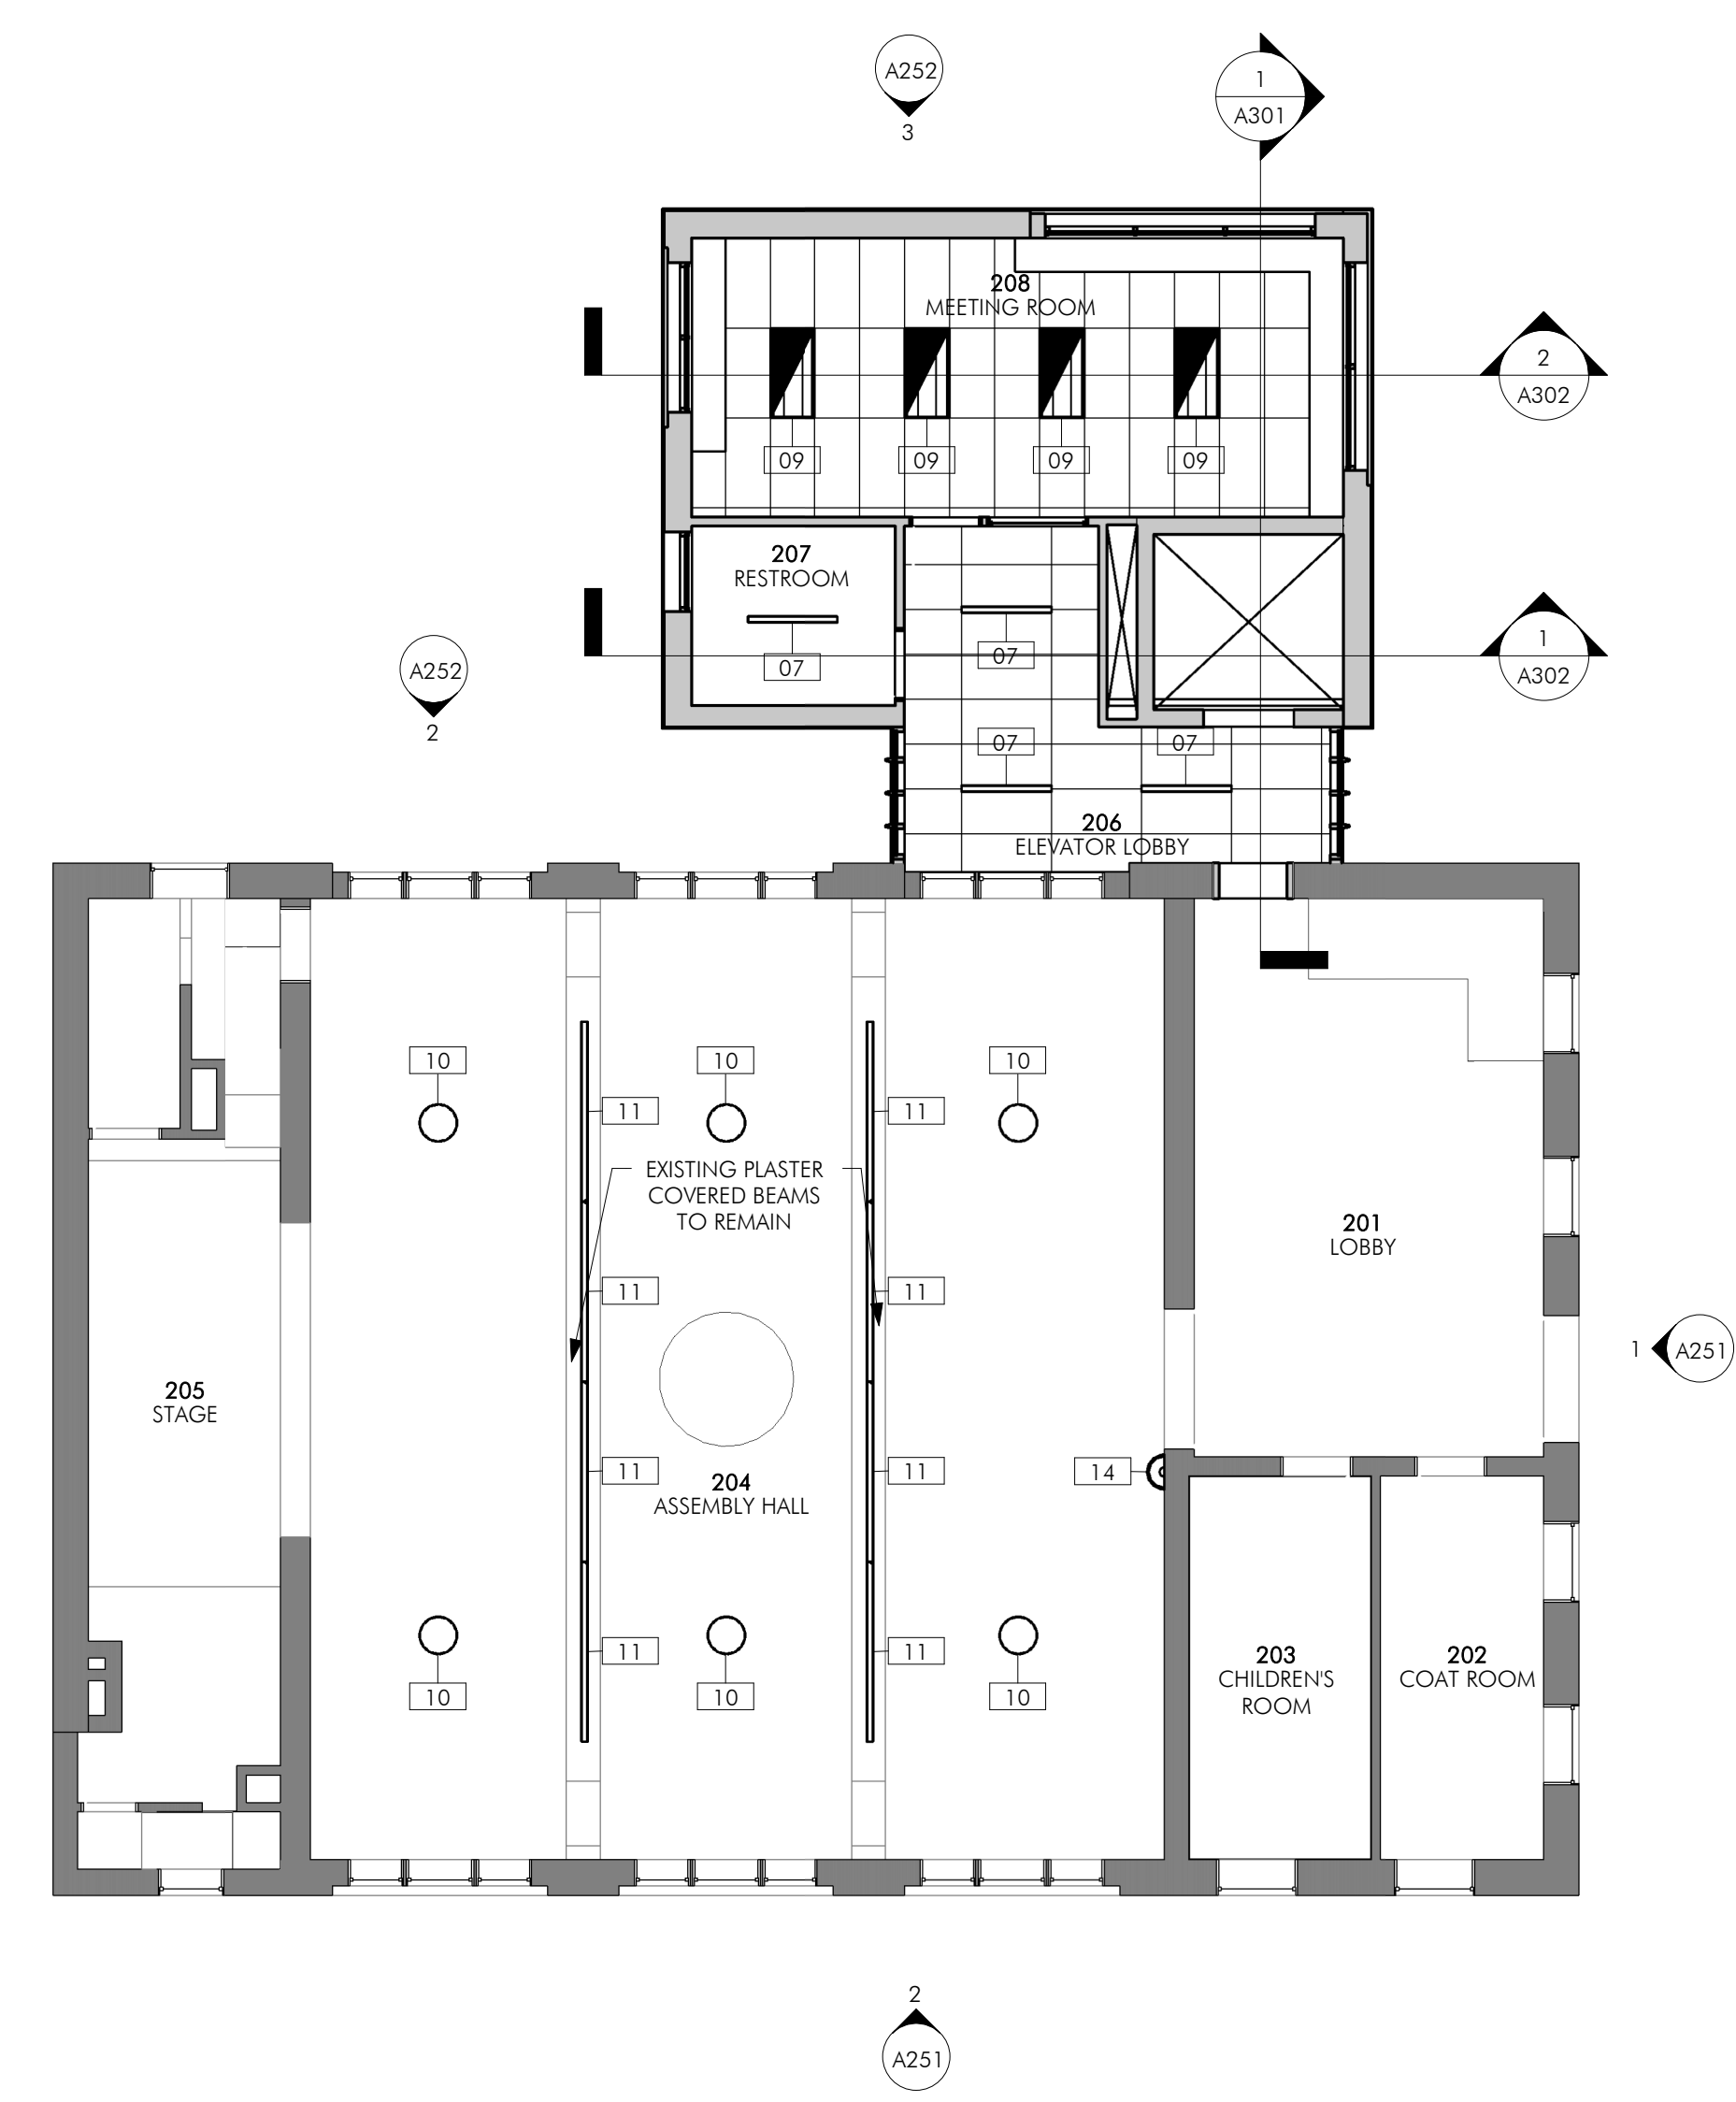 A252
3
1
A301
208
MEETING ROOM
2
A302
09
09
09
09
207
RESTROOM
07
07
1
A302
A252
2
07
07
206
ELEVATOR LOBBY
10
10
10
11
11
EXISTING PLASTER
COVERED BEAMS
TO REMAIN
201
LOBBY
11
11
1
A251
205
STAGE
11
11
14
204
ASSEMBLY HALL
11
11
203
CHILDREN'S
ROOM
202
COAT ROOM
10
10
10
2
A251